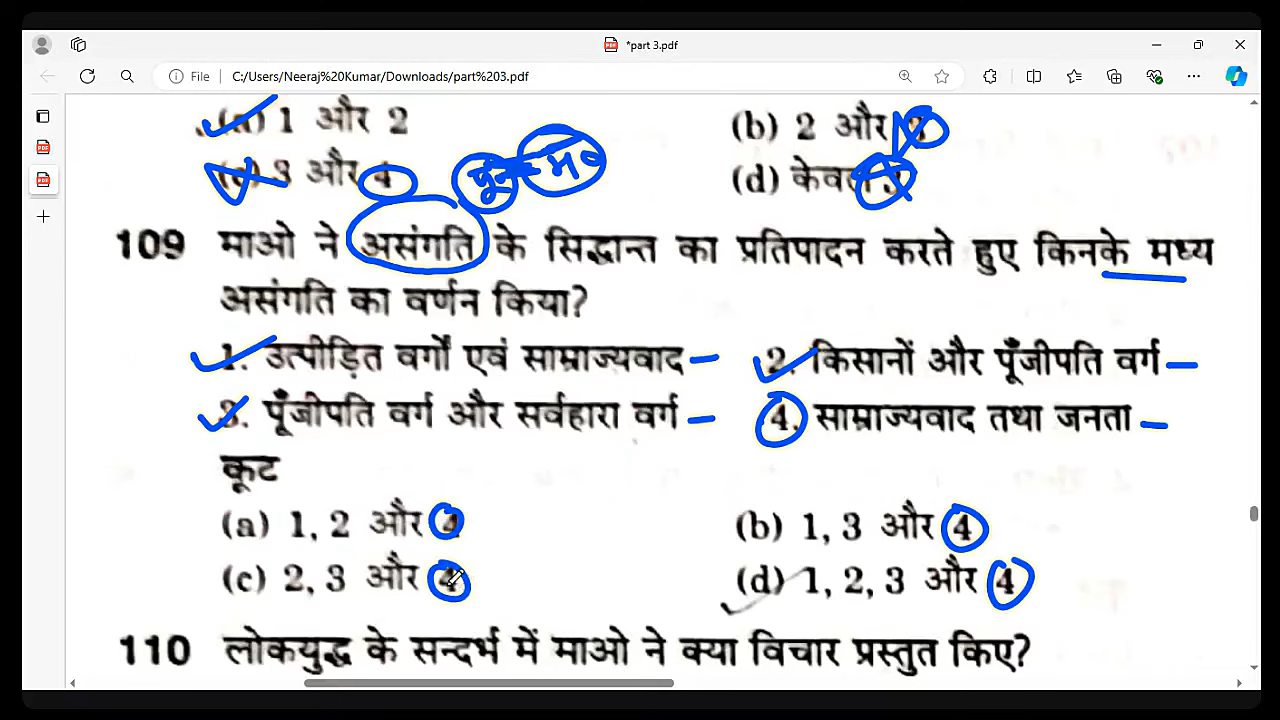 *part 3.pdf
File C:/Users/Neeraj%20Kumar/Downloads/part%203.pdf
(a) 1 और 2 (b) 2 और
(c) 3 और 4 (d) केवल 3
109 माओ ने असंगति के सिद्धान्त का प्रतिपादन करते हुए किनके मध्य
असंगति का वर्णन किया?
1. उत्पीड़ित वर्गों एवं साम्राज्यवाद 2. किसानों और पूँजीपति वर्ग
3. पूँजीपति वर्ग और सर्वहारा वर्ग 4. साम्राज्यवाद तथा जनता
कूट
(a) 1, 2 और 4 (b) 1, 3 और 4
(c) 2, 3 और 4 (d) 1, 2, 3 और 4
110 लोकयुद्ध के सन्दर्भ में माओ ने क्या विचार प्रस्तुत किए?